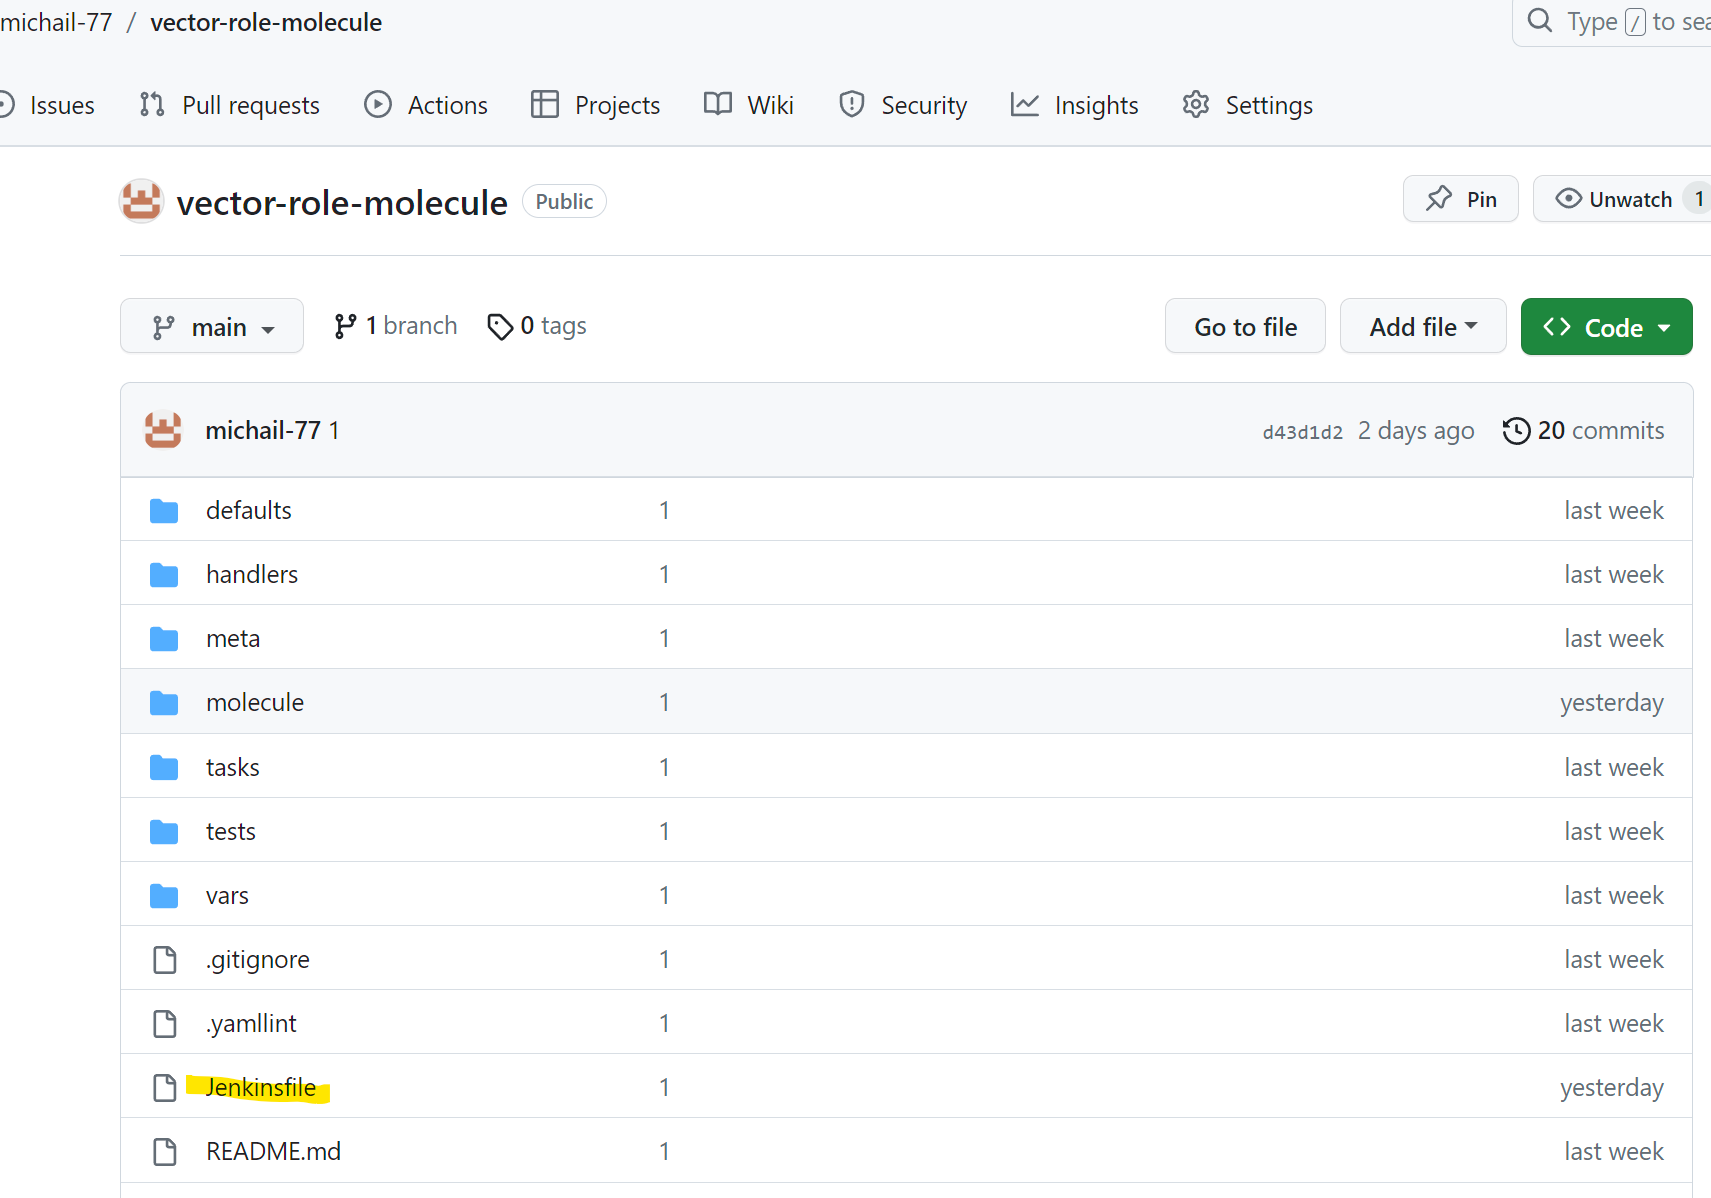 michail-77 / vector-role-molecule
Type / to sea
Issues Pull requests Actions Projects Wiki Security Insights Settings
vector-role-molecule Public
Pin Unwatch 1
main 1 branch 0 tags Go to file Add file Code
michail-77 1 d43d1d2 2 days ago 20 commits
defaults 1 last week
handlers 1 last week
meta 1 last week
molecule 1 yesterday
tasks 1 last week
tests 1 last week
vars 1 last week
.gitignore 1 last week
.yamllint 1 last week
Jenkinsfile 1 yesterday
README.md 1 last week